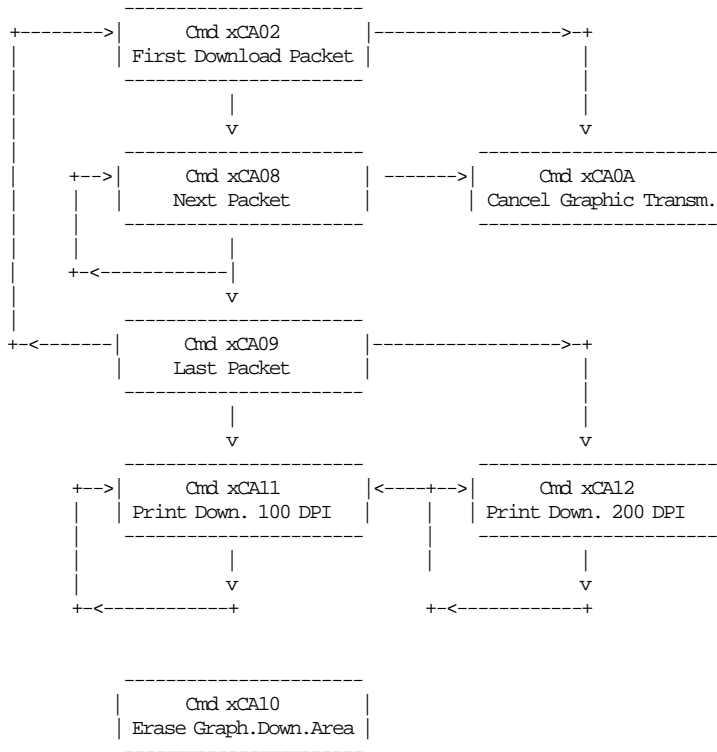 Cmd xCA02
First Download Packet
v
v
Cmd xCA08
Next Packet
Cmd xCA0A
Cancel Graphic Transm.
v
Cmd xCA09
Last Packet
v
v
Cmd xCA11
Print Down. 100 DPI
Cmd xCA12
Print Down. 200 DPI
v
v
Cmd xCA10
Erase Graph.Down.Area